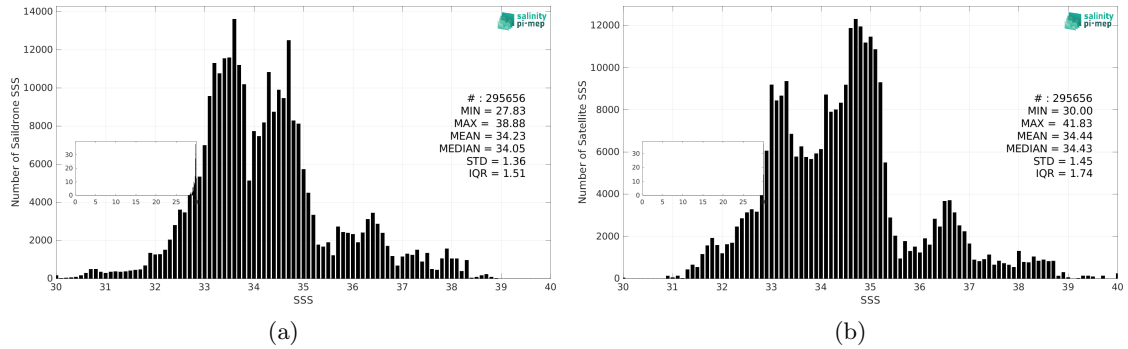 14000
12000
10000
8000
6000
4000
2000
0
Number of Saildrone SSS
30
20
10
0
0 5 10 15 20 25
salinity
pi-mep
# : 295656
MIN = 27.83
MAX = 38.88
MEAN = 34.23
MEDIAN = 34.05
STD = 1.36
IQR = 1.51
30 31 32 33 34 35 36 37 38 39 40
SSS
(a)
12000
10000
8000
6000
4000
2000
0
Number of Satellite SSS
30
20
10
0
0 5 10 15 20 25
salinity
pi-mep
# : 295656
MIN = 30.00
MAX = 41.83
MEAN = 34.44
MEDIAN = 34.43
STD = 1.45
IQR = 1.74
30 31 32 33 34 35 36 37 38 39 40
SSS
(b)